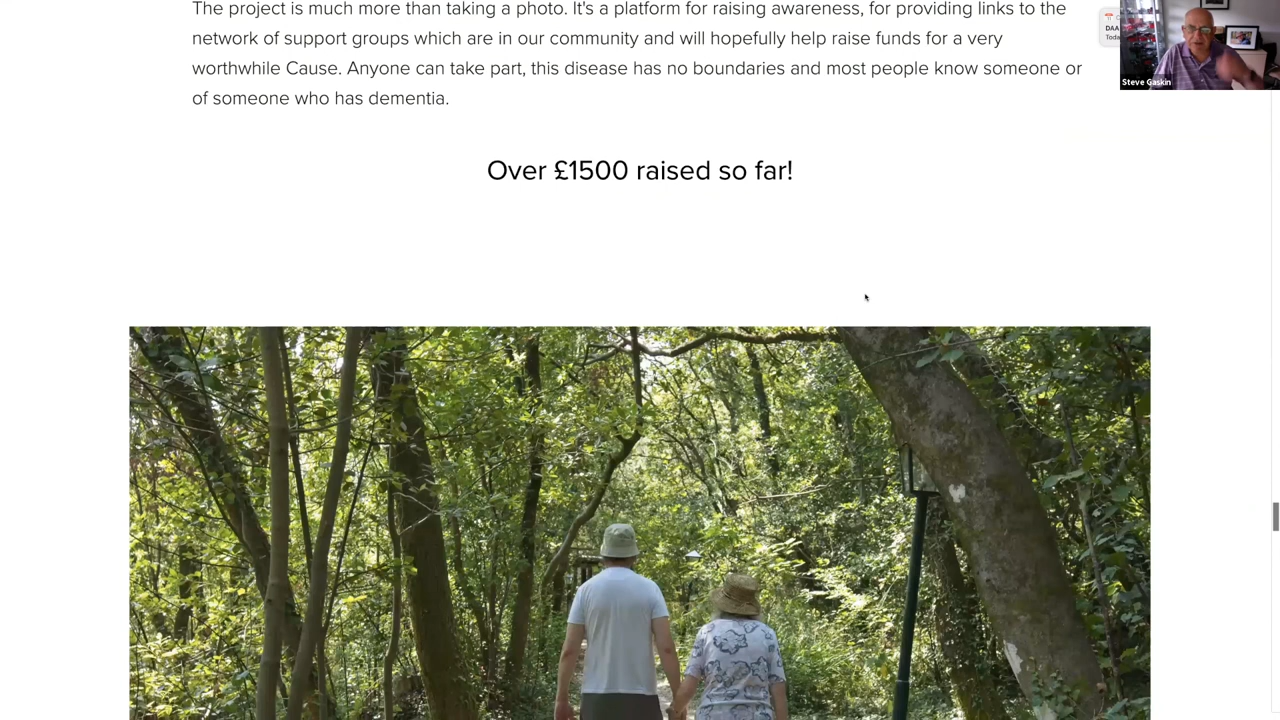 The project is much more than taking a photo. It's a platform for raising awareness, for providing links to the
network of support groups which are in our community and will hopefully help raise funds for a very
worthwhile Cause. Anyone can take part, this disease has no boundaries and most people know someone or
of someone who has dementia.
Over £1500 raised so far!
DAA
Toda
Steve Gaskin